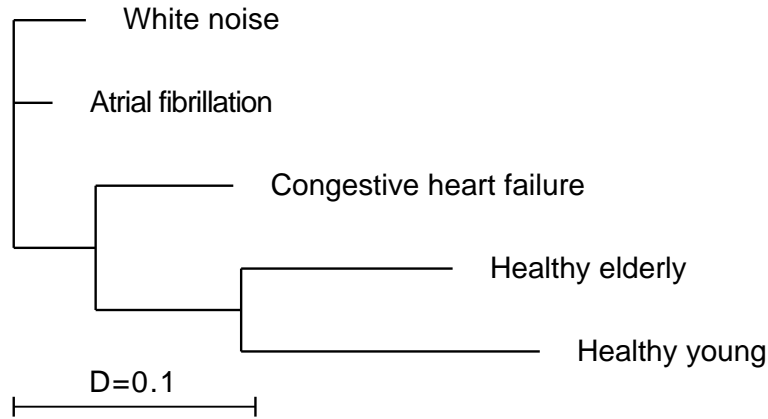 White noise
Atrial fibrillation
Congestive heart failure
Healthy elderly
Healthy young
D=0.1